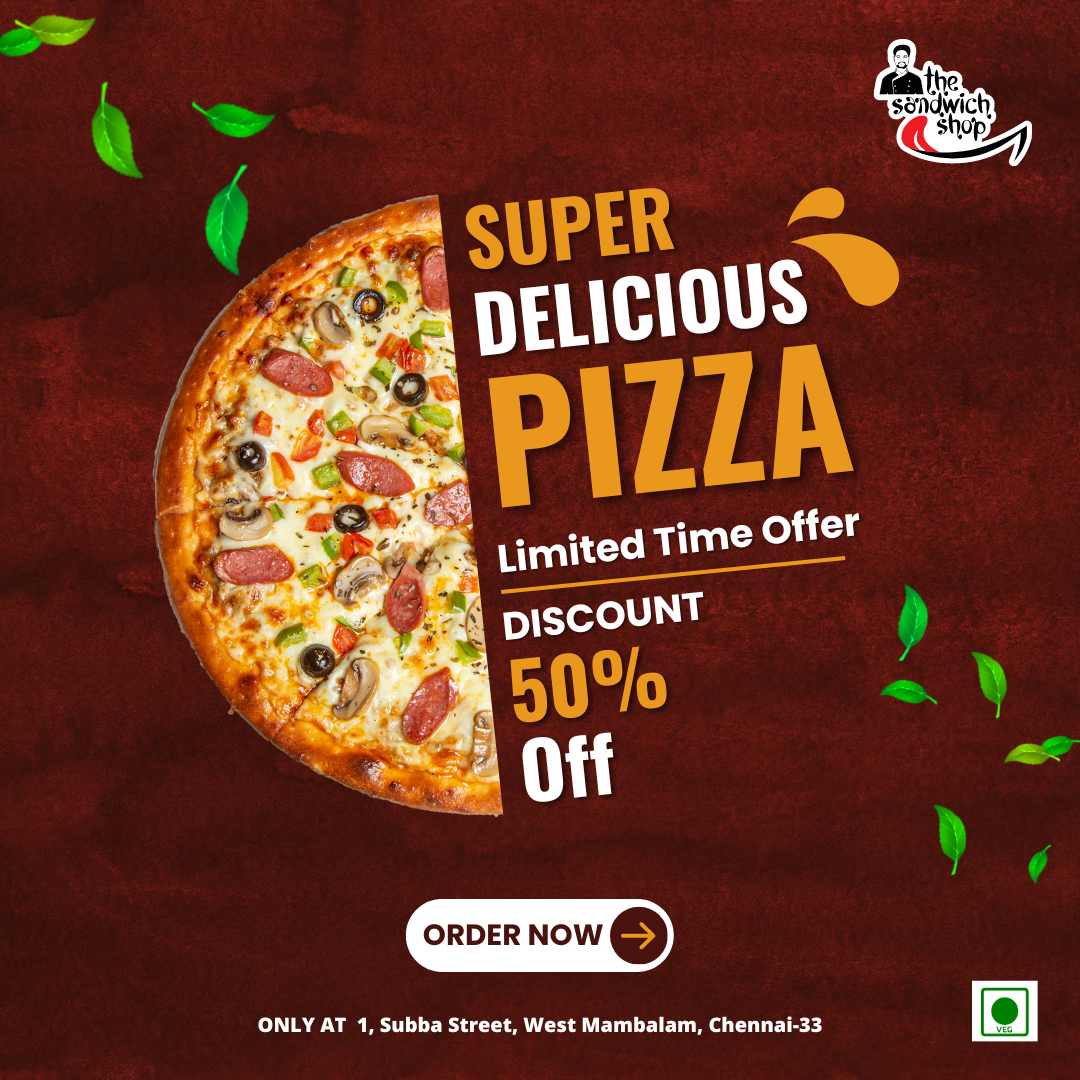 the
sandwich
shop
SUPER
DELICIOUS
PIZZA
Limited Time Offer
DISCOUNT
50%
Off
ORDER NOW
ONLY AT 1, Subba Street, West Mambalam, Chennai-33
VEG